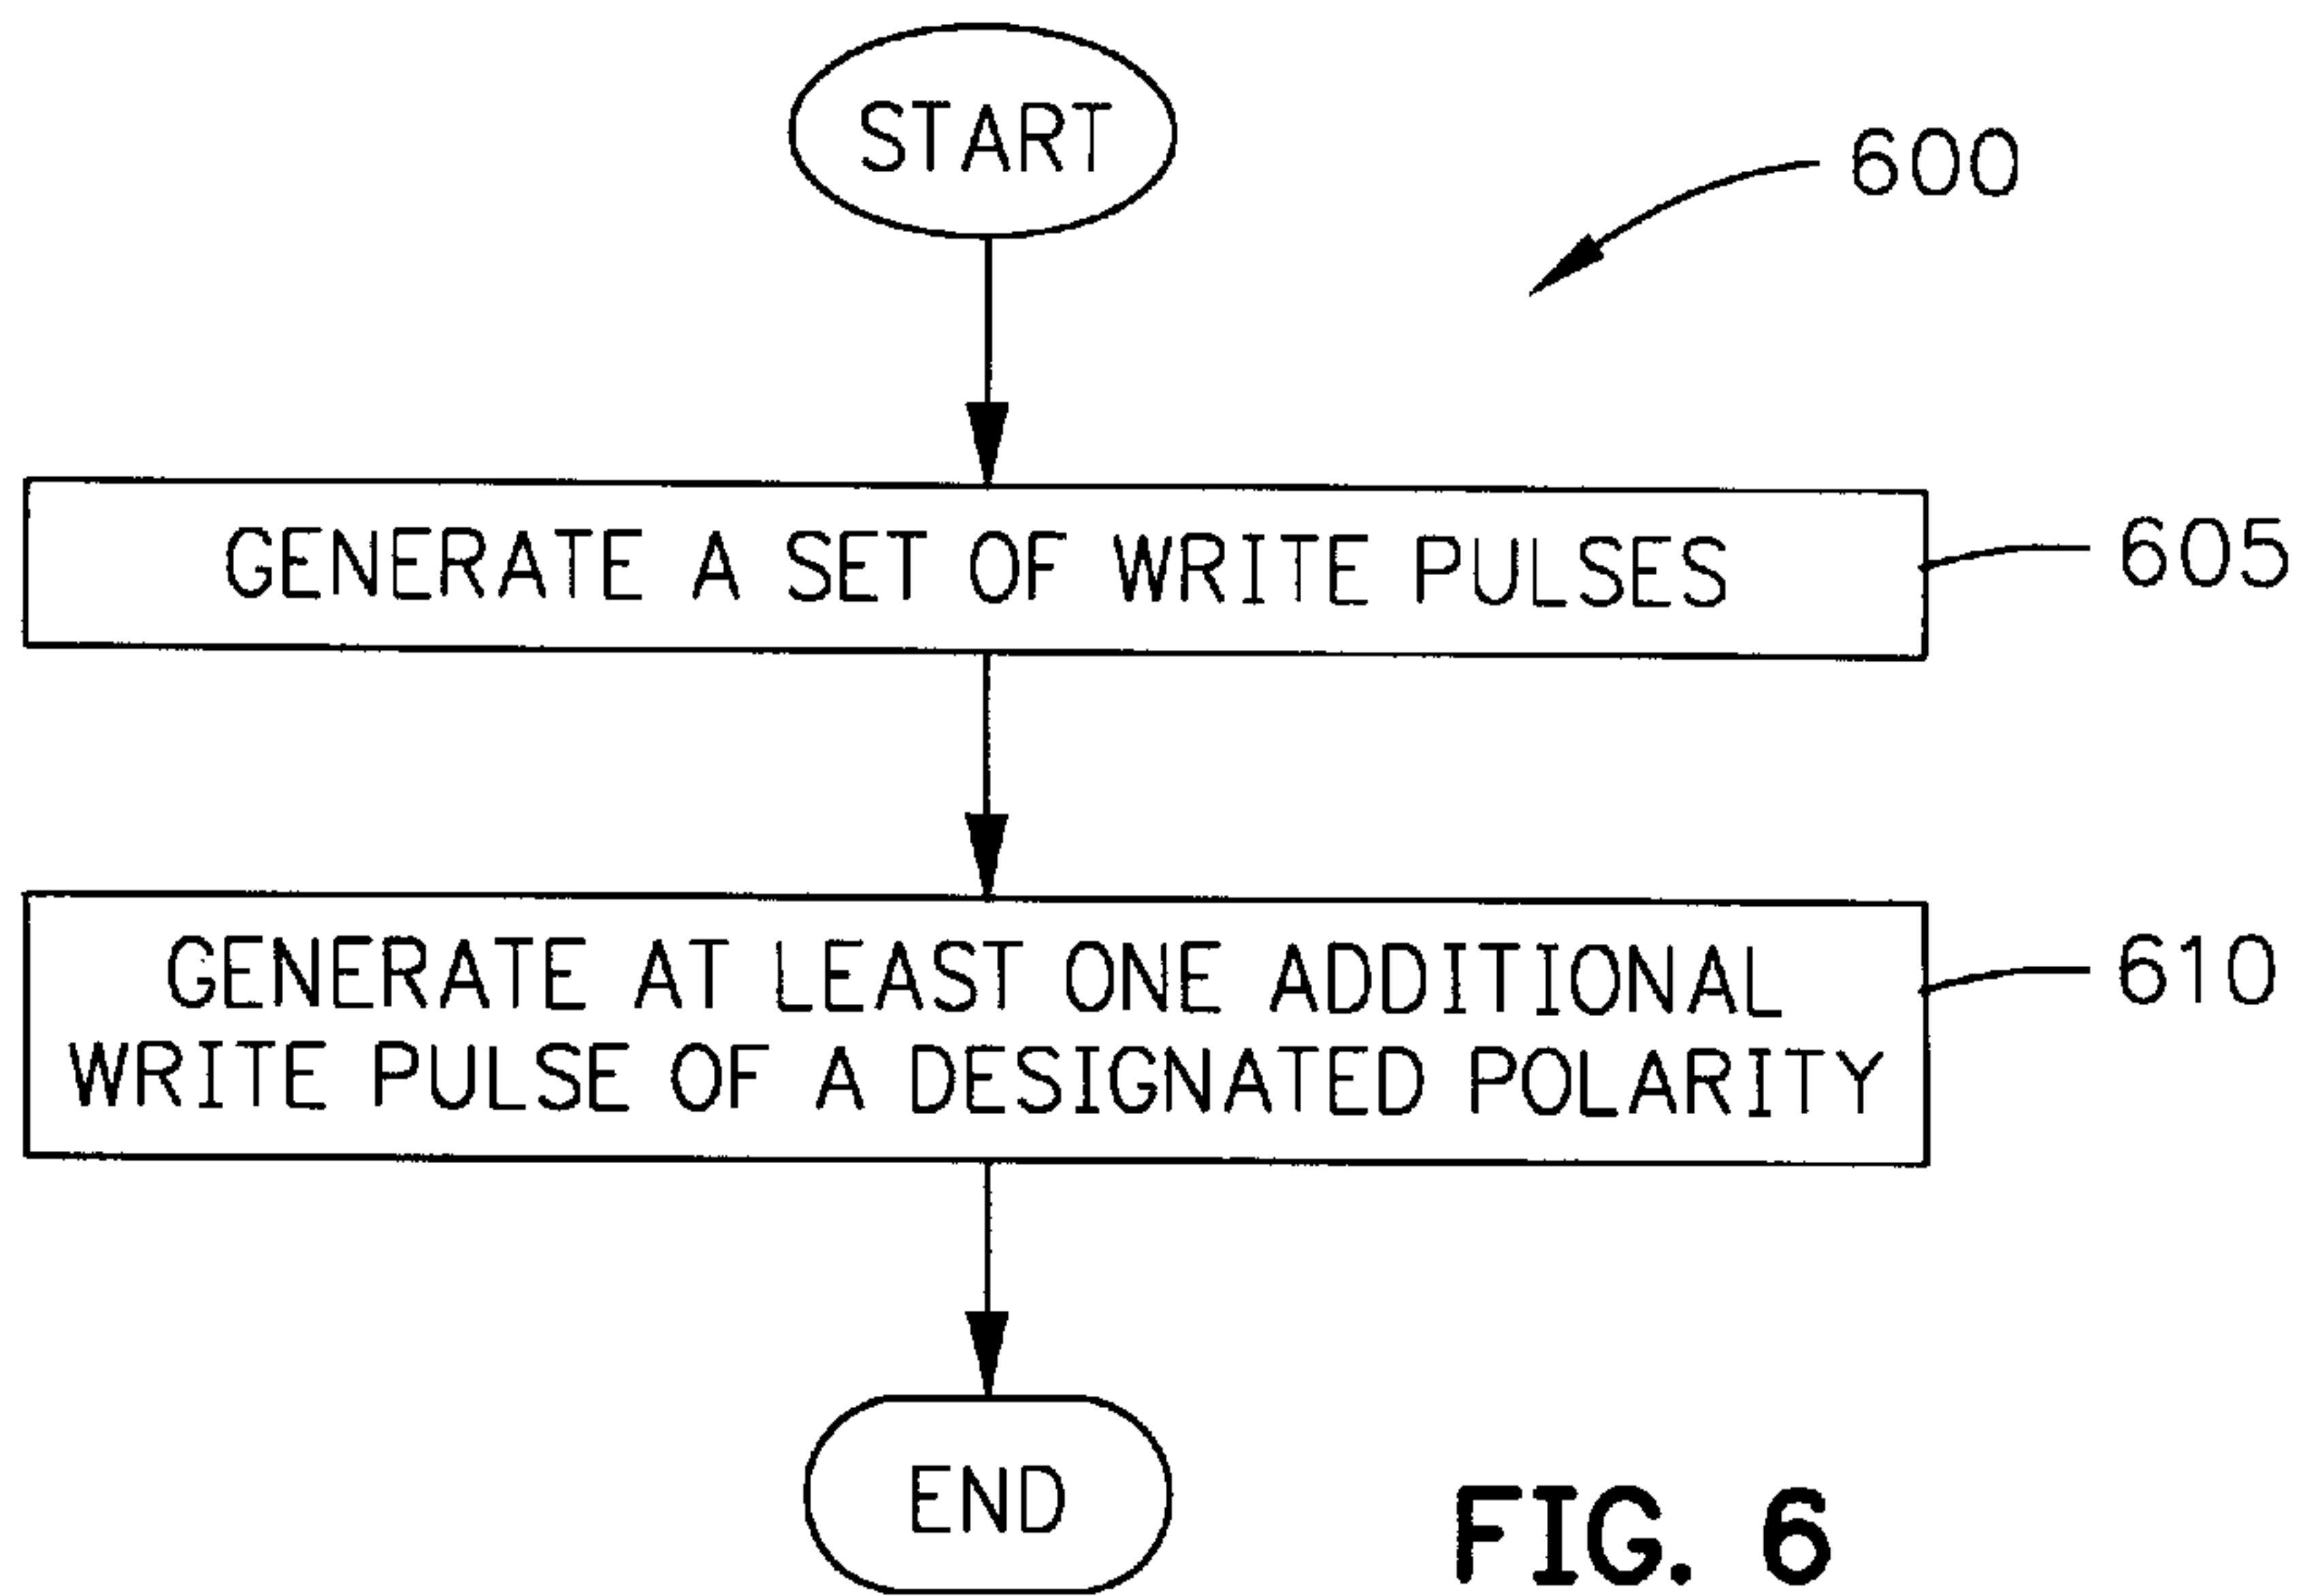 START
600
GENERATE A SET OF WRITE PULSES
605
GENERATE AT LEAST ONE ADDITIONAL
WRITE PULSE OF A DESIGNATED POLARITY
610
END
FIG. 6